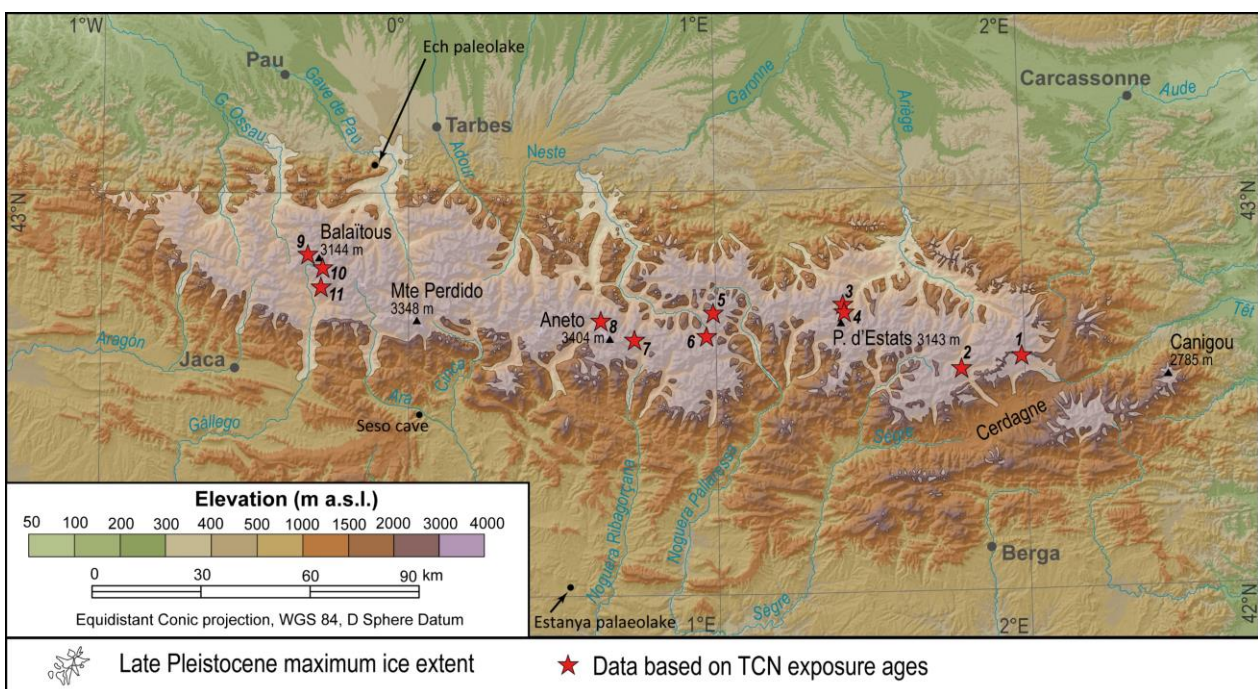 1°W
0°
1°E
2°E
Ech paleolake
Pau
Gave de Pau
G. Ossau
Tarbes
Adour
Neste
Garonne
Ariège
Carcassonne
Aude
43°N
43°N
9
Balaïtous
3144 m
10
11
Mte Perdido
3348 m
Aneto
3404 m
8
7
5
6
3
4
P. d'Estats 3143 m
2
1
Têt
Canigou
2785 m
Aragón
Jaca
Gállego
Ara
Cinca
Seso cave
Cerdagne
Sègre
Noguera Ribagorçane
Noguera Pallaressa
Sègre
Berga
Estanya palaeolake
1°E
2°E
42°N
Elevation (m a.s.l.)
50 100 200 300 400 500 1000 1500 2000 3000 4000
0 30 60 90 km
Equidistant Conic projection, WGS 84, D Sphere Datum
Late Pleistocene maximum ice extent
Data based on TCN exposure ages